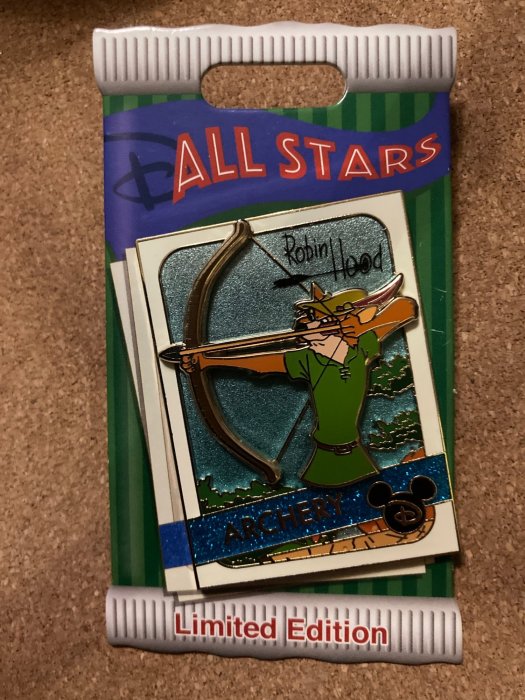 D ALL STARS
Robin
Hood
ARCHERY
D
Limited Edition